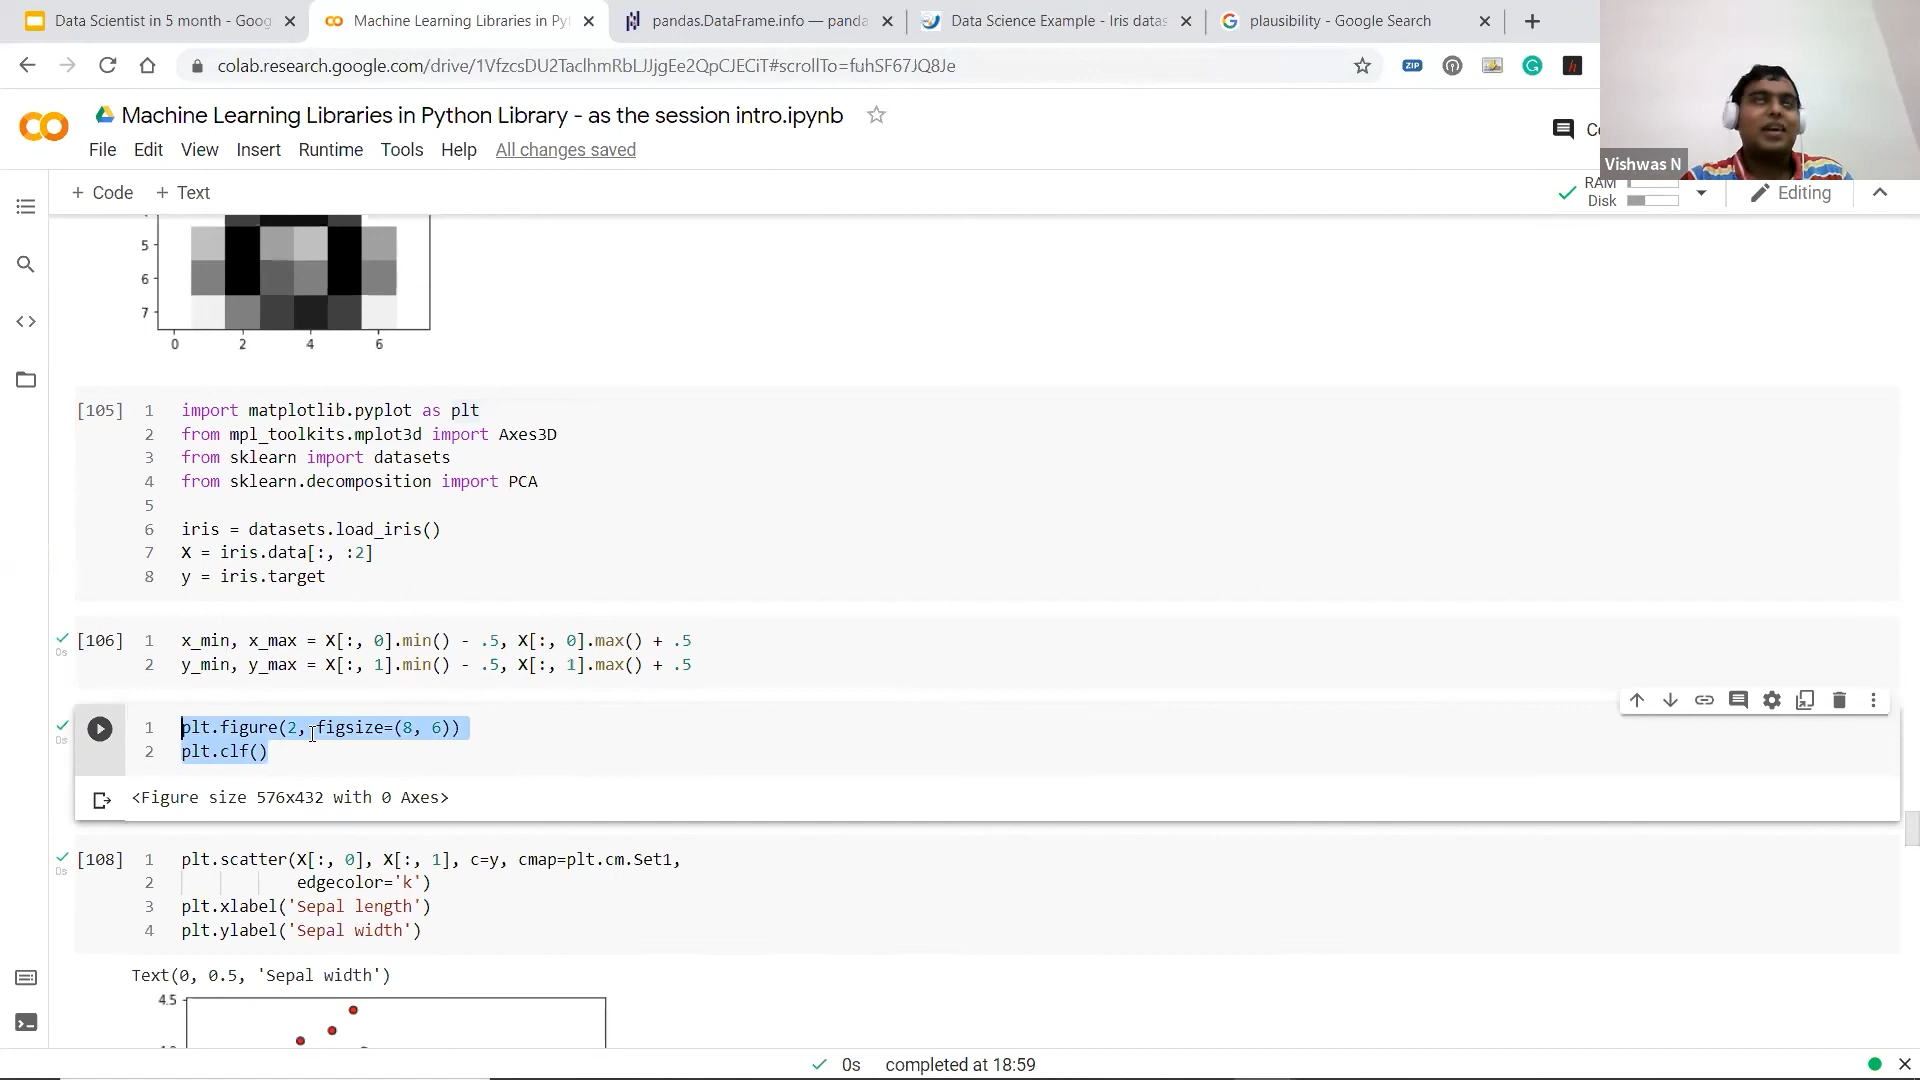 Data Scientist in 5 month - Goog
Machine Learning Libraries in Pyt
pandas.DataFrame.info — panda
Data Science Example - Iris datas
plausibility - Google Search
colab.research.google.com/drive/1VfzcsDU2TaclhmRbLJJjgEe2QpCJECiT#scrollTo=fuhSF67JQ8Je
ZIP
Machine Learning Libraries in Python Library - as the session intro.ipynb
File Edit View Insert Runtime Tools Help All changes saved
Vishwas N
+ Code + Text
RAM
Disk
Editing
5
6
7
0 2 4 6
[105] 1 import matplotlib.pyplot as plt
2 from mpl_toolkits.mplot3d import Axes3D
3 from sklearn import datasets
4 from sklearn.decomposition import PCA
5
6 iris = datasets.load_iris()
7 X = iris.data[:, :2]
8 y = iris.target
0s [106] 1 x_min, x_max = X[:, 0].min() - .5, X[:, 0].max() + .5
2 y_min, y_max = X[:, 1].min() - .5, X[:, 1].max() + .5
0s 1 plt.figure(2, figsize=(8, 6))
2 plt.clf()
<Figure size 576x432 with 0 Axes>
0s [108] 1 plt.scatter(X[:, 0], X[:, 1], c=y, cmap=plt.cm.Set1,
2 edgecolor='k')
3 plt.xlabel('Sepal length')
4 plt.ylabel('Sepal width')
Text(0, 0.5, 'Sepal width')
4.5
0s completed at 18:59